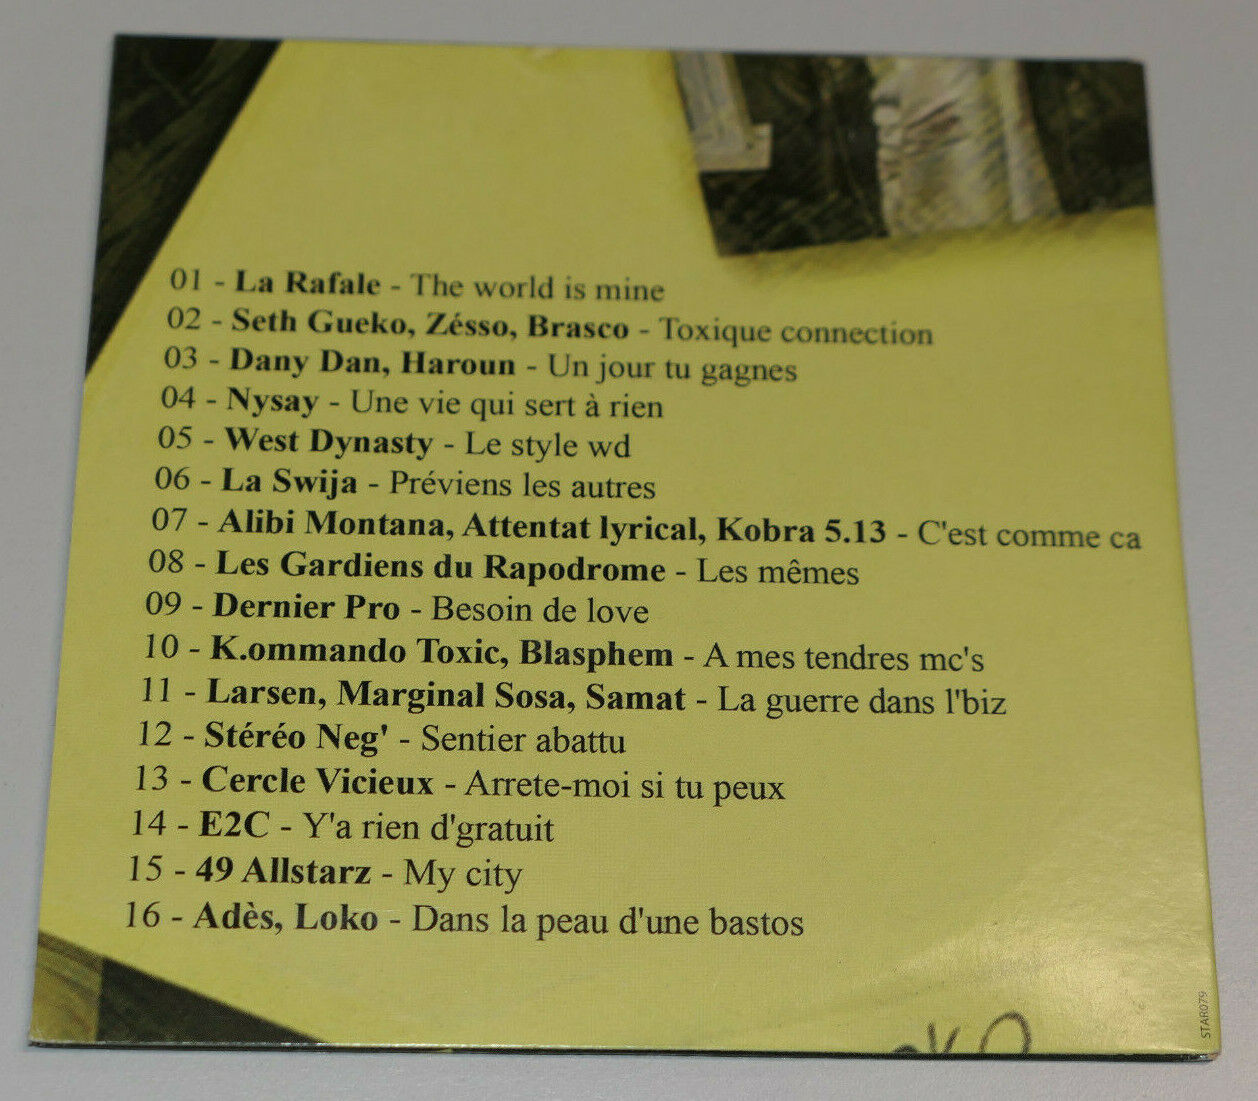 01 - La Rafale - The world is mine
02 - Seth Gueko, Zésso, Brasco - Toxique connection
03 - Dany Dan, Haroun - Un jour tu gagnes
04 - Nysay - Une vie qui sert à rien
05 - West Dynasty - Le style wd
06 - La Swija - Préviens les autres
07 - Alibi Montana, Attentat lyrical, Kobra 5.13 - C'est comme ca
08 - Les Gardiens du Rapodrome - Les mêmes
09 - Dernier Pro - Besoin de love
10 - K.ommando Toxic, Blasphem - A mes tendres mc's
11 - Larsen, Marginal Sosa, Samat - La guerre dans l'biz
12 - Stéréo Neg' - Sentier abattu
13 - Cercle Vicieux - Arrete-moi si tu peux
14 - E2C - Y'a rien d'gratuit
15 - 49 Allstarz - My city
16 - Adès, Loko - Dans la peau d'une bastos
STAR079